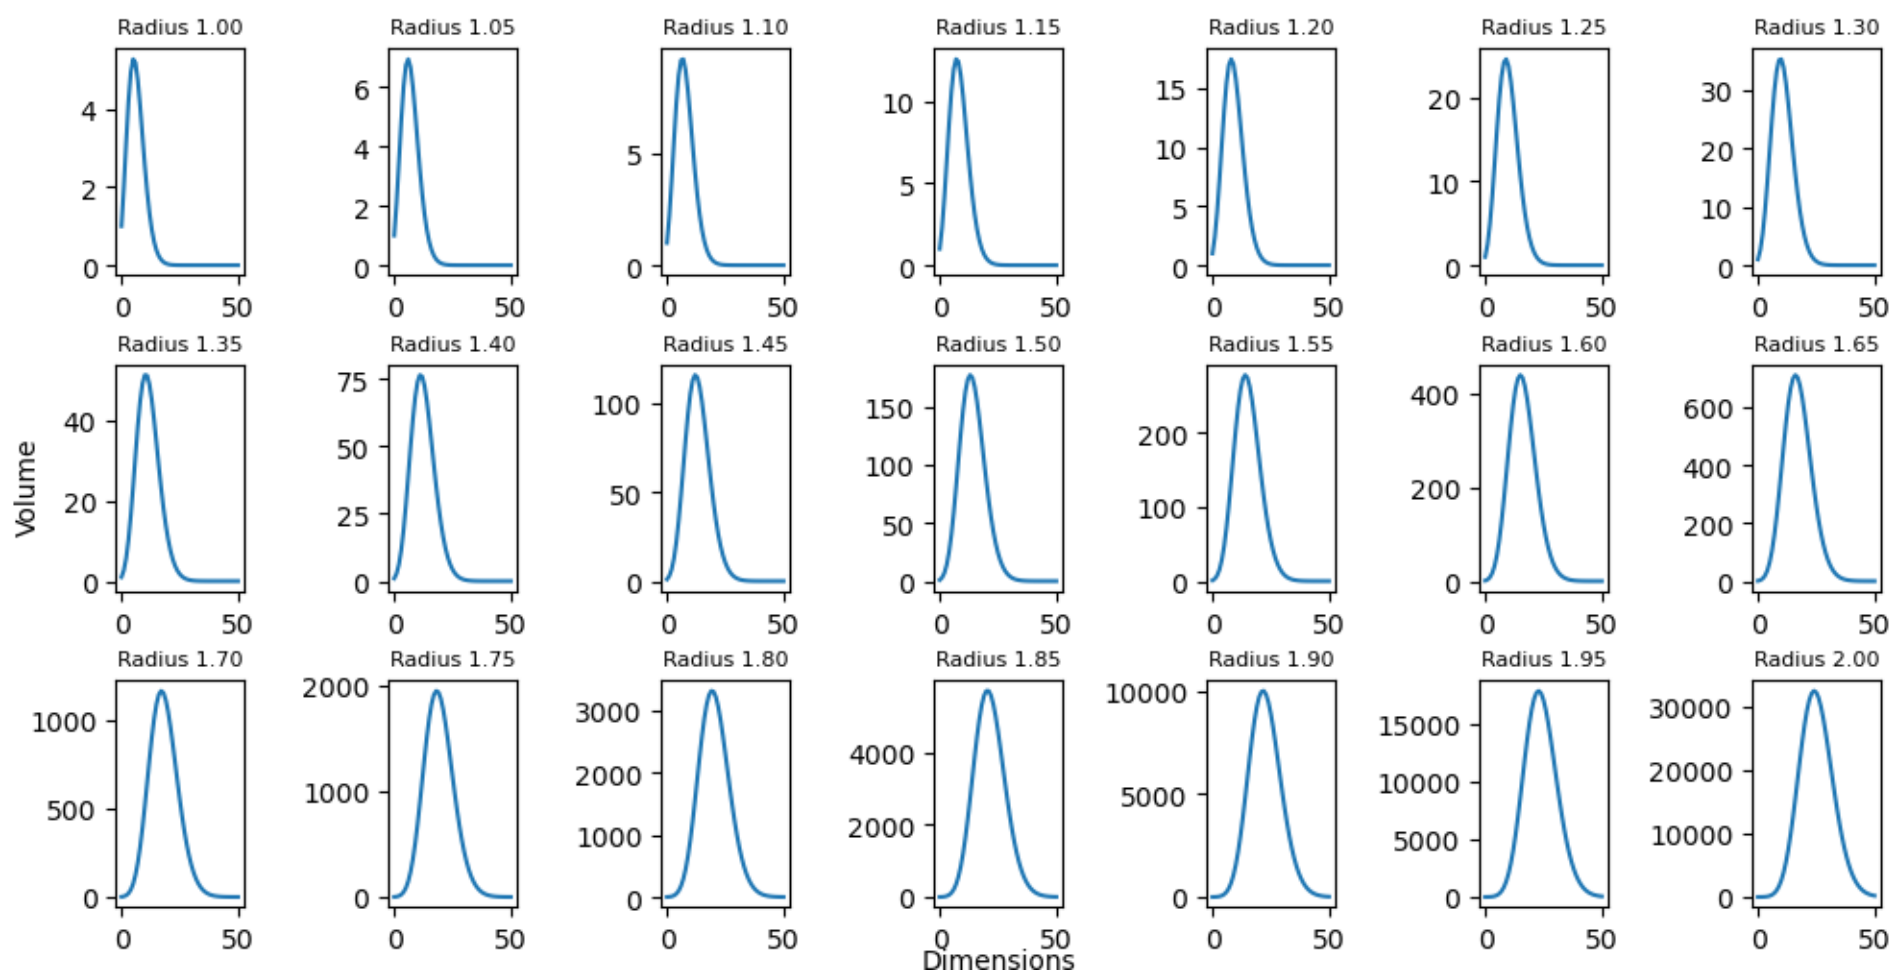 Radius 1.00 Radius 1.05 Radius 1.10 Radius 1.15 Radius 1.20 Radius 1.25 Radius 1.30
4 2 0 6 4 2 0 5 0 10 5 0 15 10 5 0 20 10 0 30 20 10 0
0 50 0 50 0 50 0 50 0 50 0 50 0 50
Radius 1.35 Radius 1.40 Radius 1.45 Radius 1.50 Radius 1.55 Radius 1.60 Radius 1.65
Volume
40 20 0 75 50 25 0 100 50 0 150 100 50 0 200 100 0 400 200 0 600 400 200 0
0 50 0 50 0 50 0 50 0 50 0 50 0 50
Radius 1.70 Radius 1.75 Radius 1.80 Radius 1.85 Radius 1.90 Radius 1.95 Radius 2.00
1000 500 0 2000 1000 0 3000 2000 1000 0 4000 2000 0 10000 5000 0 15000 10000 5000 0 30000 20000 10000 0
0 50 0 50 0 50 0 50 0 50 0 50 0 50
Dimensions